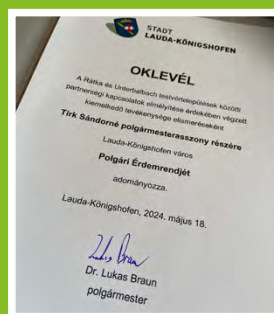 STADT
LAUDA-KÖNIGSHOFEN
OKLEVÉL
A Rátka és Unterbalbach testvértelepülések közötti
partnerségi kapcsolatok elmélyítése érdekében végzett
kiemelkedő tevékenysége elismeréseként
Tirk Sándorné polgármesterasszony részére
Lauda-Königshofen város
Polgári Érdemrendjét
adományozza.
Lauda-Königshofen, 2024. május 18.
Dr. Lukas Braun
polgármester